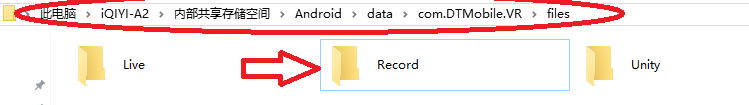 此电脑 > iQIYI-A2 > 内部共享存储空间 > Android > data > com.DTMobile.VR > files
Live Record Unity